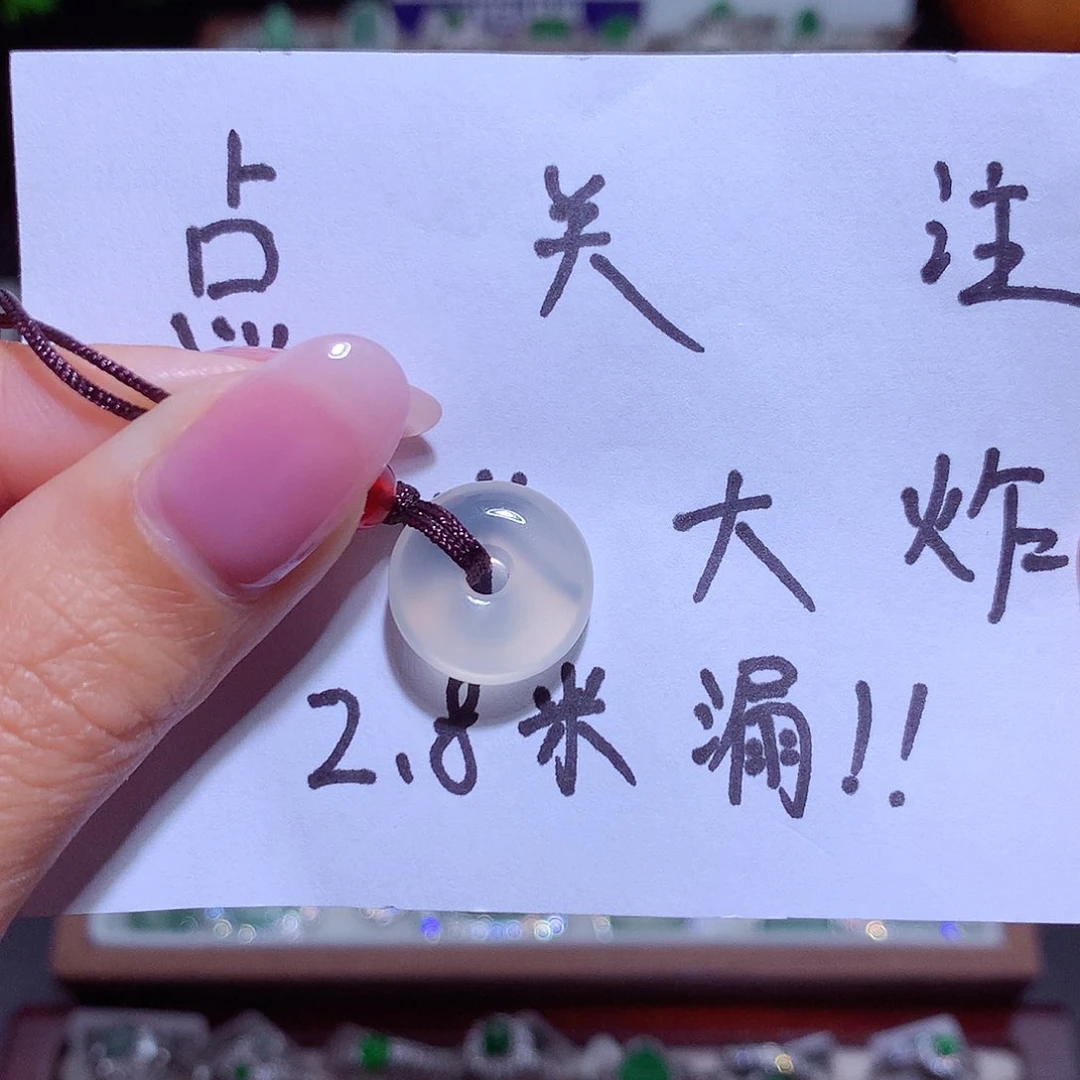 点 关 注
大 炸
2.8米漏!!